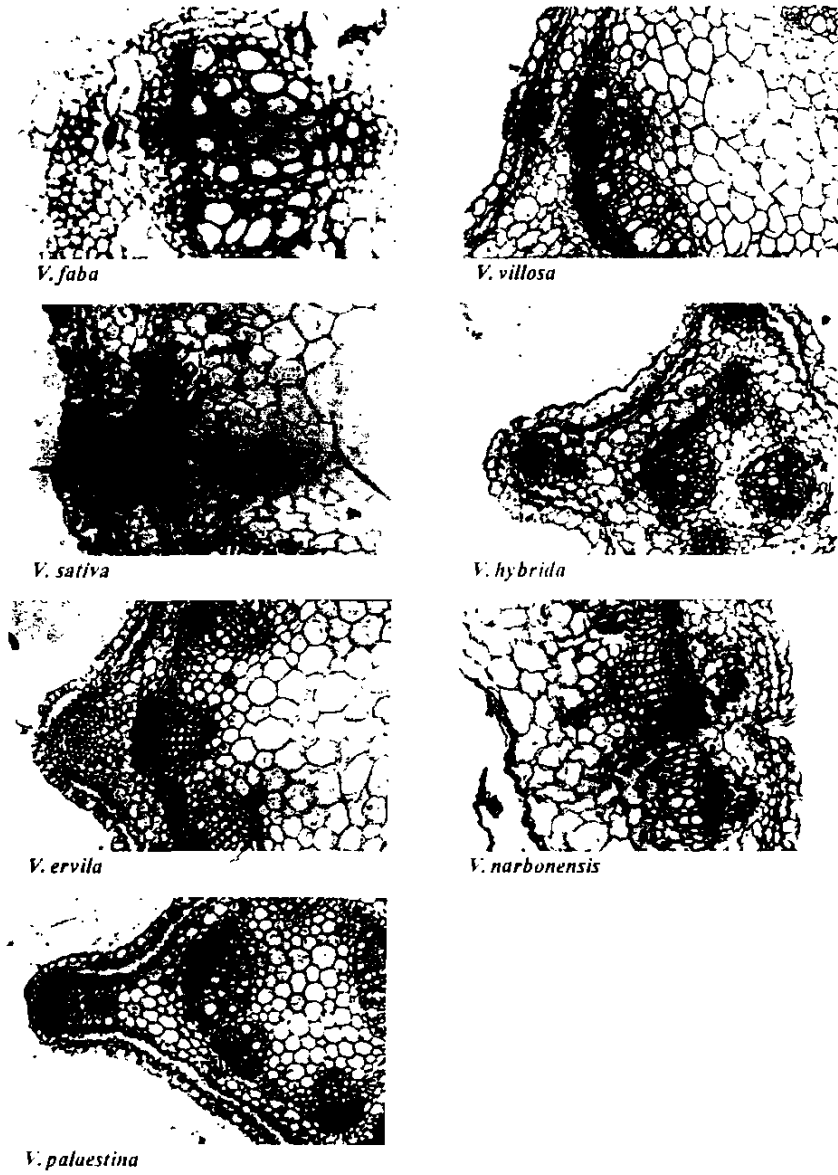 V. faba
V. villosa
V. sativa
V. hybrida
V. ervila
V. narbonensis
V. palaestina